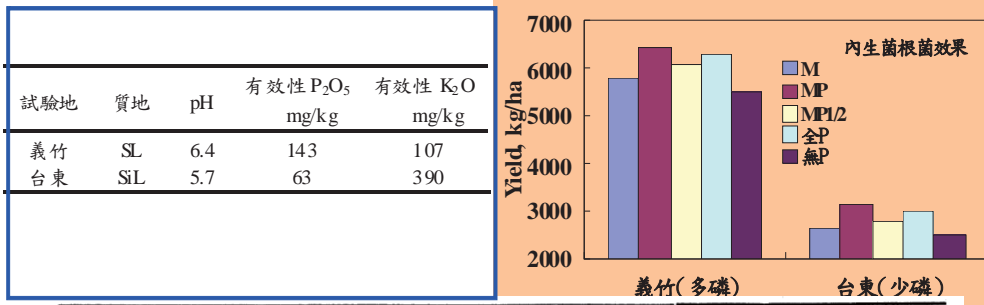 試驗地 質地 pH 有效性 P₂O₅ mg/kg 有效性 K₂O mg/kg
義竹 SL 6.4 143 107
台東 SiL 5.7 63 390
內生菌根菌效果
M
MP
MP1/2
全P
無P
Yield, kg/ha
7000
6000
5000
4000
3000
2000
義竹(多磷) 台東(少磷)